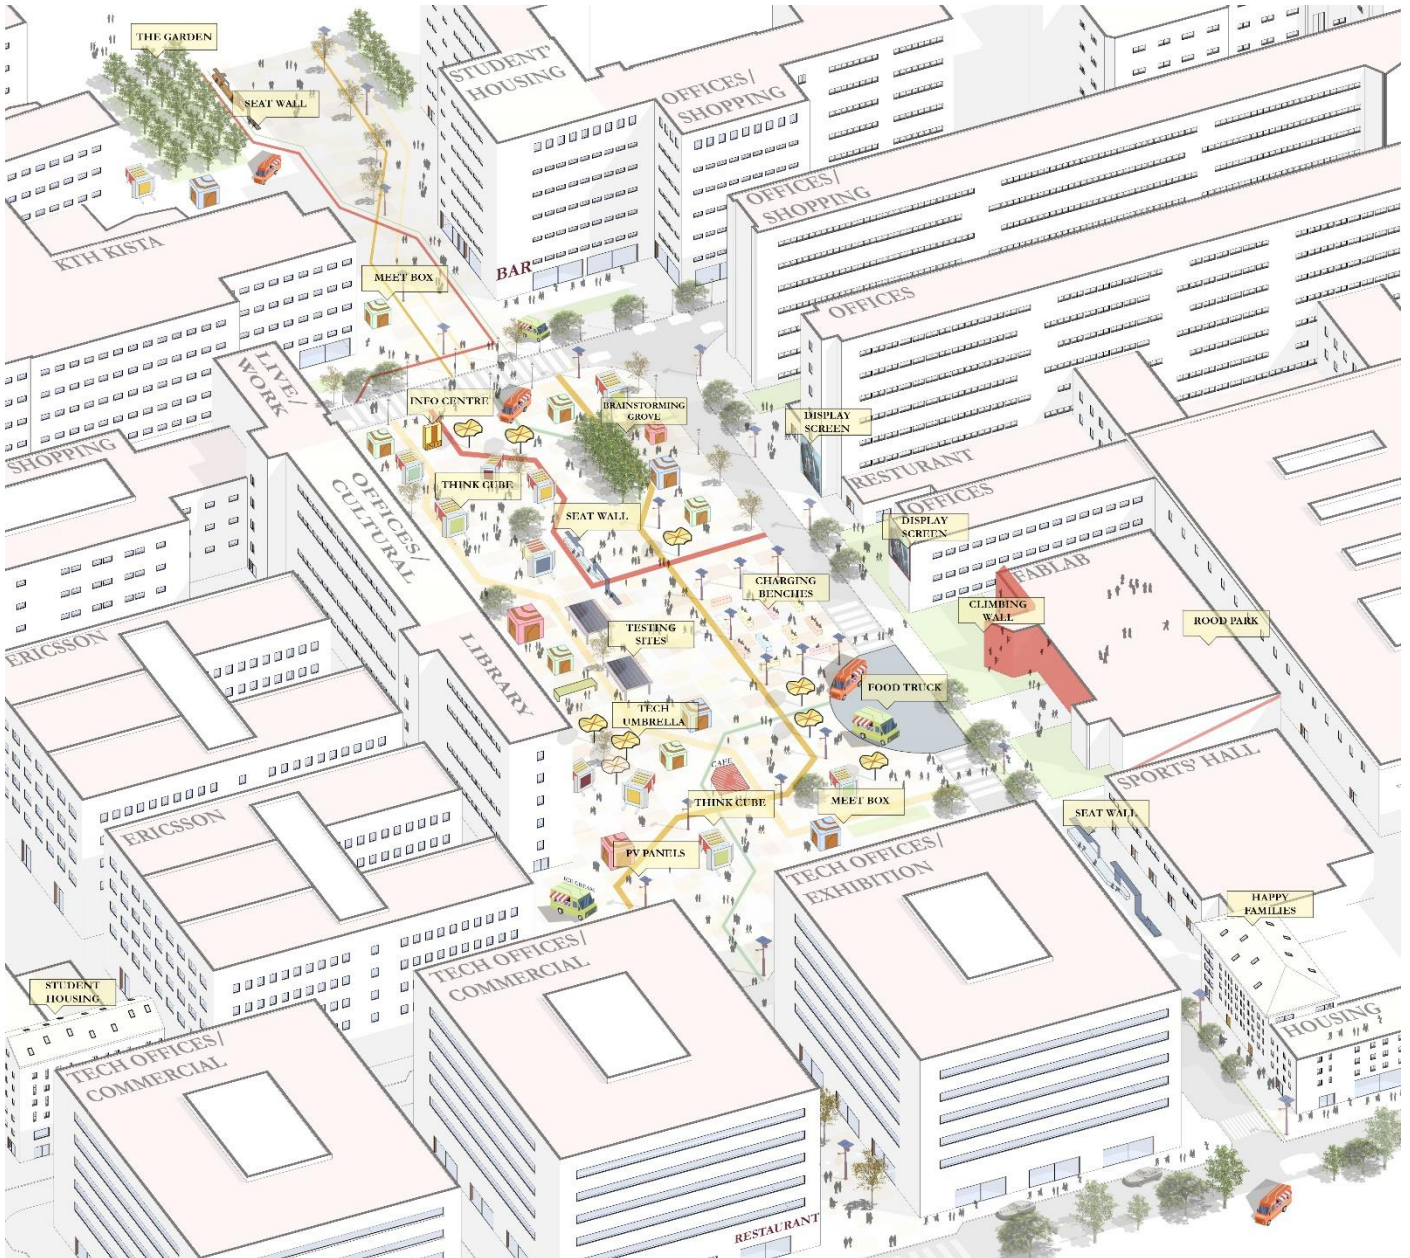 THE GARDEN
SEAT WALL
STUDENT'
HOUSING
OFFICES/
SHOPPING
OFFICES/
SHOPPING
KTH KISTA
BAR
MEET BOX
OFFICES
LIVE/
WORK
INFO CENTRE
BRAINSTORMING
GROVE
DISPLAY
SCREEN
SHOPPING
OFFICES/
CULTURAL
THINK CUBE
SEAT WALL
RESTURANT
OFFICES
DISPLAY
SCREEN
FABLAB
CHARGING
BENCHES
CLIMBING
WALL
ROOD PARK
ERICSSON
LIBRARY
TESTING
SITES
FOOD TRUCK
TECH
UMBRELLA
CAFE
THINK CUBE
MEET BOX
SPORTS' HALL
SEAT WALL
ERICSSON
PV PANELS
ICE CREAM
TECH OFFICES/
EXHIBITION
HAPPY
FAMILIES
STUDENT
HOUSING
TECH OFFICES/
COMMERCIAL
HOUSING
TECH OFFICES/
COMMERCIAL
RESTAURANT